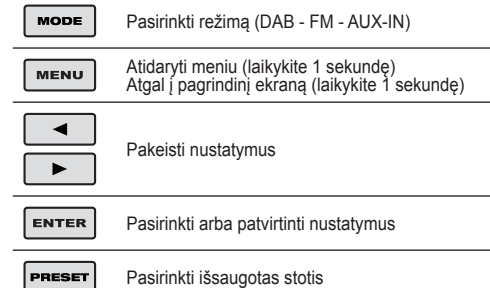 MODE Pasirinkti režimą (DAB - FM - AUX-IN)
MENU Atidaryti meniu (laikykite 1 sekundę)
Atgal į pagrindinį ekraną (laikykite 1 sekundę)
Pakeisti nustatymus
ENTER Pasirinkti arba patvirtinti nustatymus
PRESET Pasirinkti išsaugotas stotis